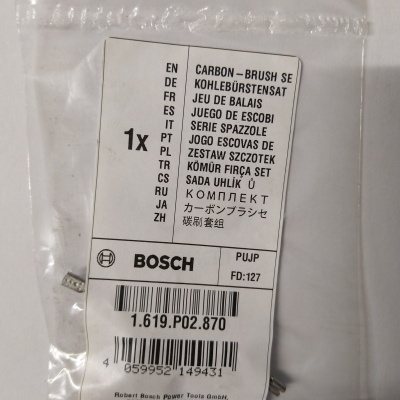 EN CARBON-BRUSH SE
DE KOHLEBÜRSTENSAT
FR JEU DE BALAIS
ES JUEGO DE ESCOBI
IT SERIE SPAZZOLE
1x
PT JOGO ESCOVAS DE
PL ZESTAW SZCZOTEK
TR KÖMÜR FIRÇA SET
CS SADA UHLÍK Ů
RU КОМПЛЕКТ
JA カーボンブラシセ
ZH 碳刷套组
BOSCH
PUJP
FD:127
1.619.P02.870
4 059952 149431
Robert Bosch Power Tools GmbH.